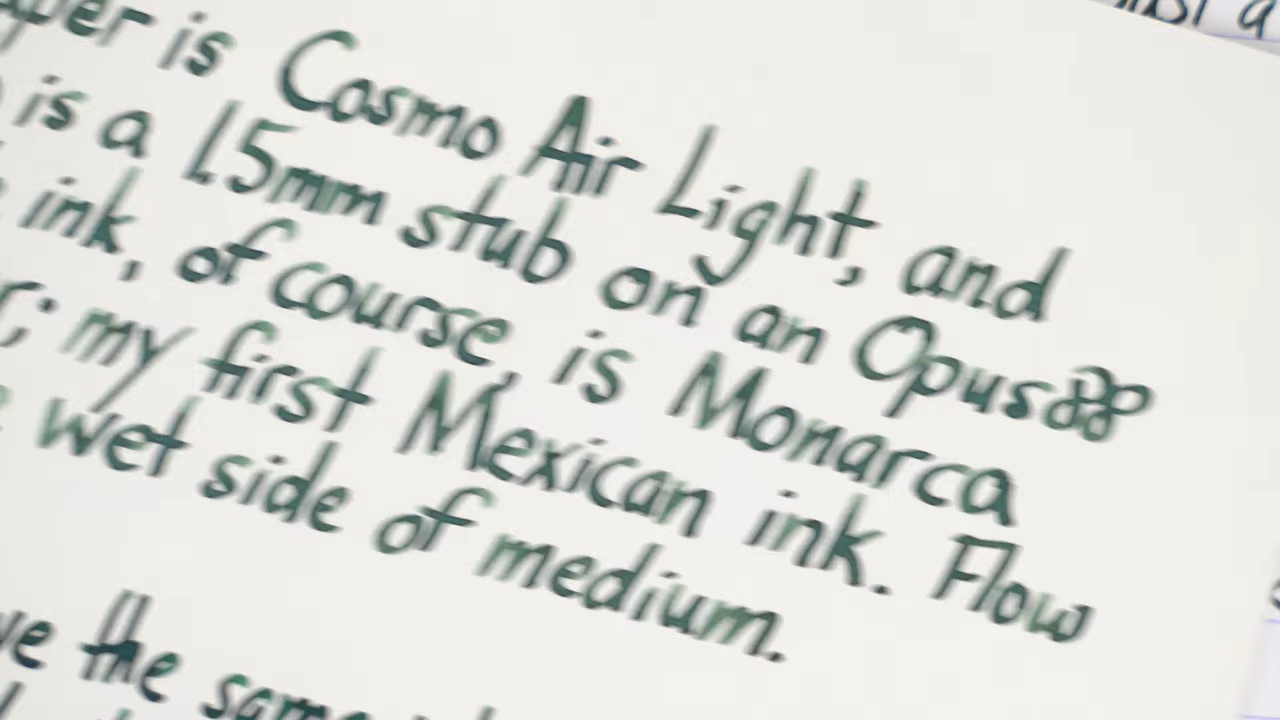 is Cosmo Air Light, and
is a 1.5mm stub on an Opus88
ink, of course, is Monarca
; my first Mexican ink. Flow
wet side of medium.
the same